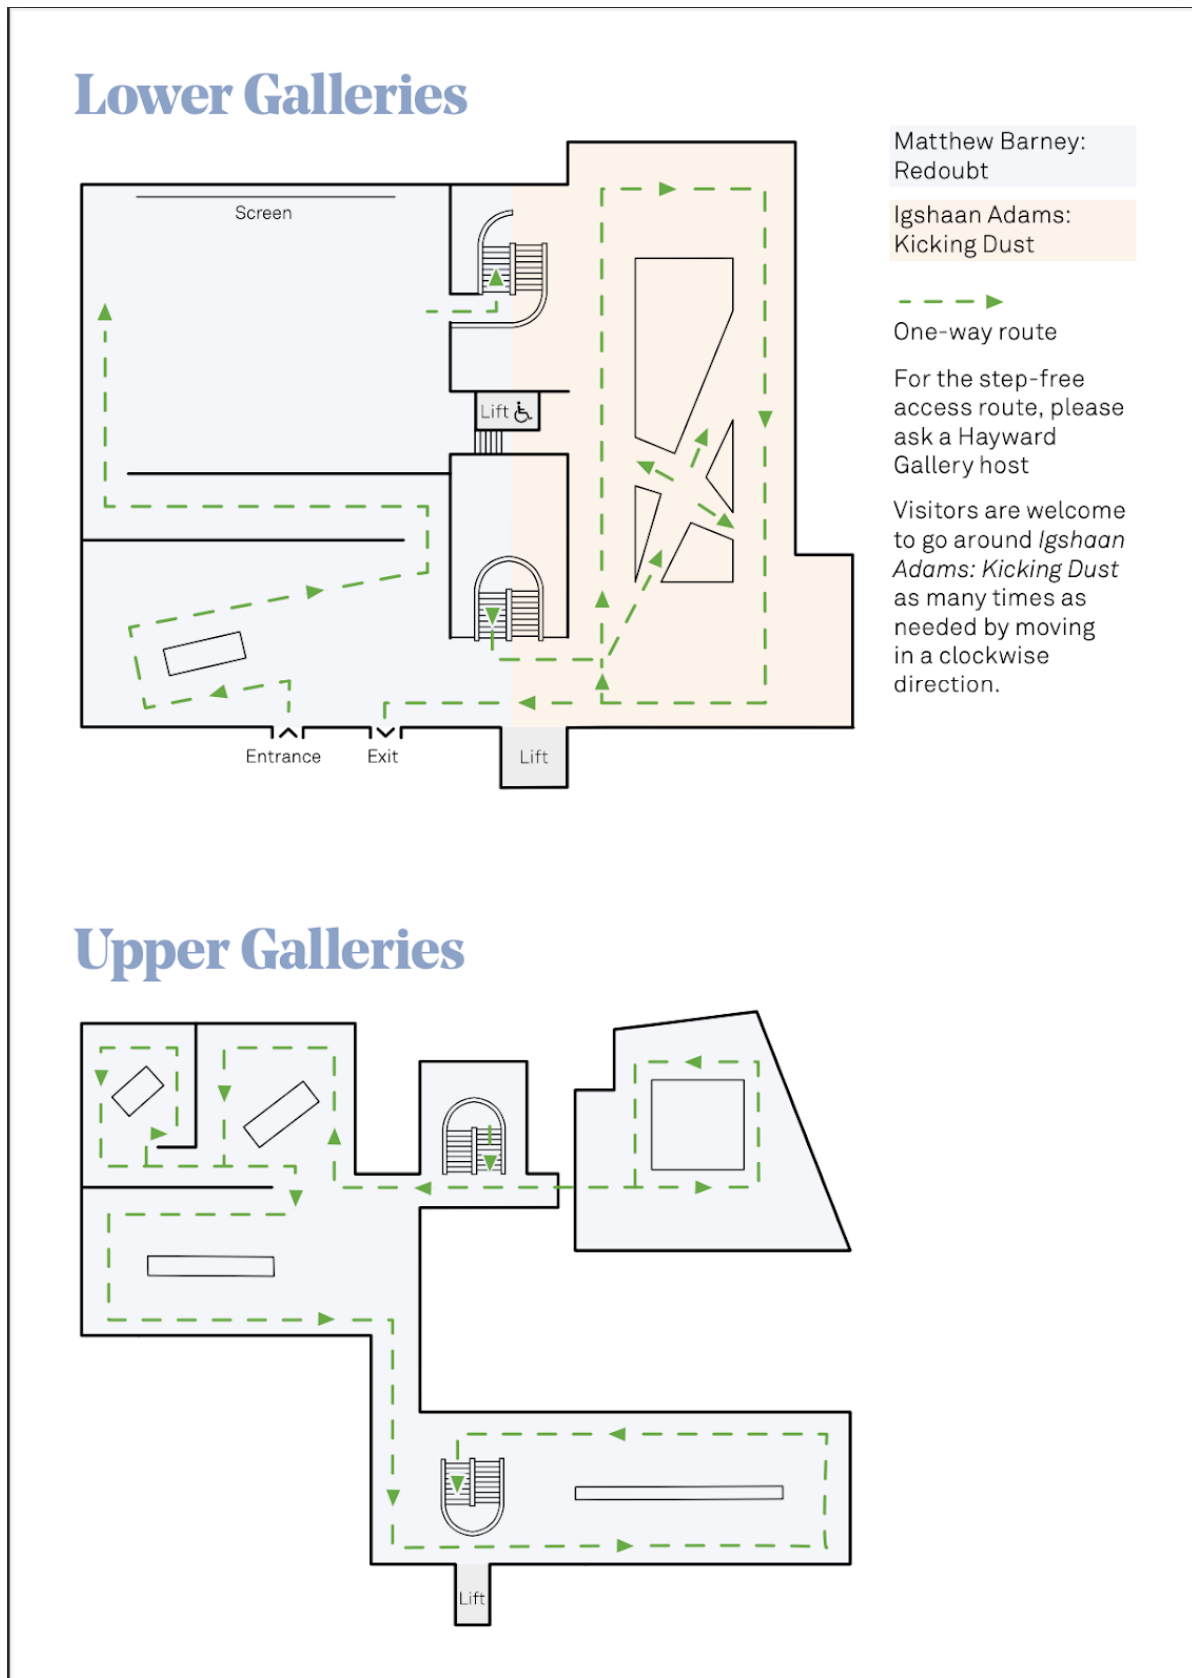 Lower Galleries
Screen
Lift
Entrance
Exit
Lift
Matthew Barney:
Redoubt
Igshaan Adams:
Kicking Dust
One-way route
For the step-free
access route, please
ask a Hayward
Gallery host
Visitors are welcome
to go around Igshaan
Adams: Kicking Dust
as many times as
needed by moving
in a clockwise
direction.
Upper Galleries
Lift